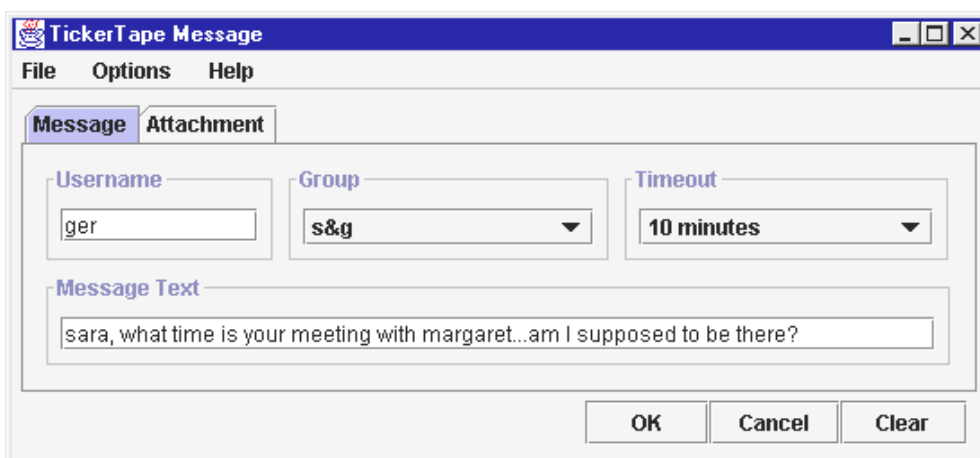 TickerTape Message
File Options Help
Message Attachment
Username Group Timeout
ger s&g 10 minutes
Message Text
sara, what time is your meeting with margaret...am I supposed to be there?
OK Cancel Clear